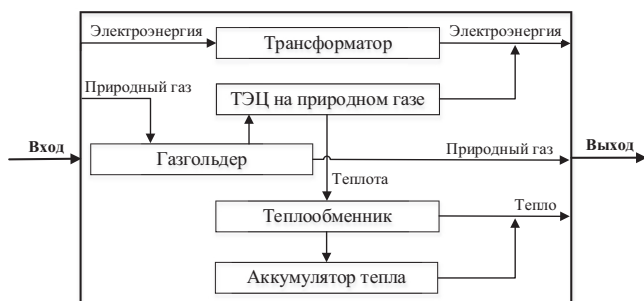 Электроэнергия
Трансформатор
Электроэнергия
Природный газ
ТЭЦ на природном газе
Вход
Газгольдер
Природный газ
Выход
Теплота
Теплообменник
Тепло
Аккумулятор тепла